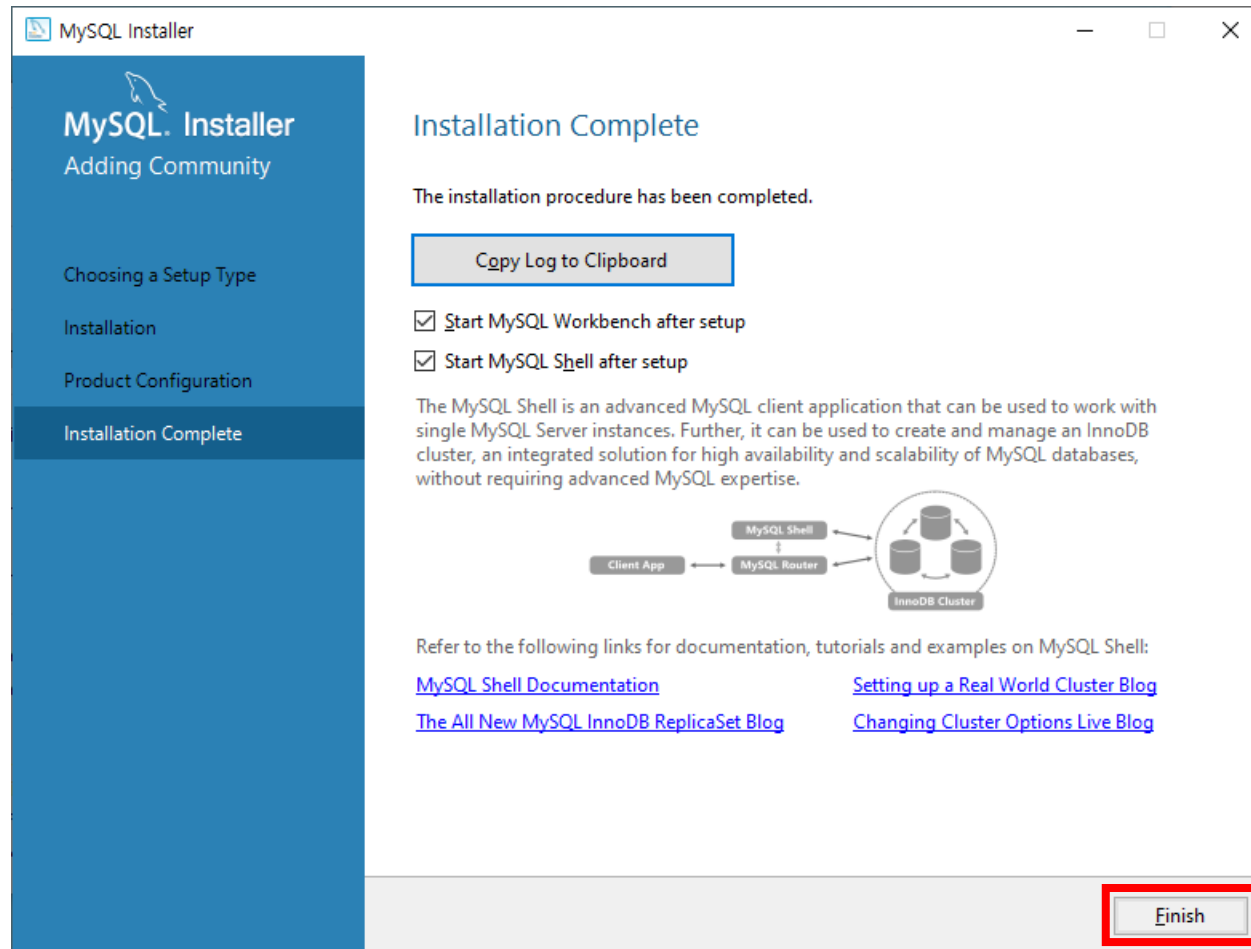 MySQL Installer
MySQL. Installer
Adding Community
Choosing a Setup Type
Installation
Product Configuration
Installation Complete
Installation Complete
The installation procedure has been completed.
Copy Log to Clipboard
Start MySQL Workbench after setup
Start MySQL Shell after setup
The MySQL Shell is an advanced MySQL client application that can be used to work with
single MySQL Server instances. Further, it can be used to create and manage an InnoDB
cluster, an integrated solution for high availability and scalability of MySQL databases,
without requiring advanced MySQL expertise.
MySQL Shell
Client App
MySQL Router
InnoDB Cluster
Refer to the following links for documentation, tutorials and examples on MySQL Shell:
MySQL Shell Documentation
Setting up a Real World Cluster Blog
The All New MySQL InnoDB ReplicaSet Blog
Changing Cluster Options Live Blog
Finish